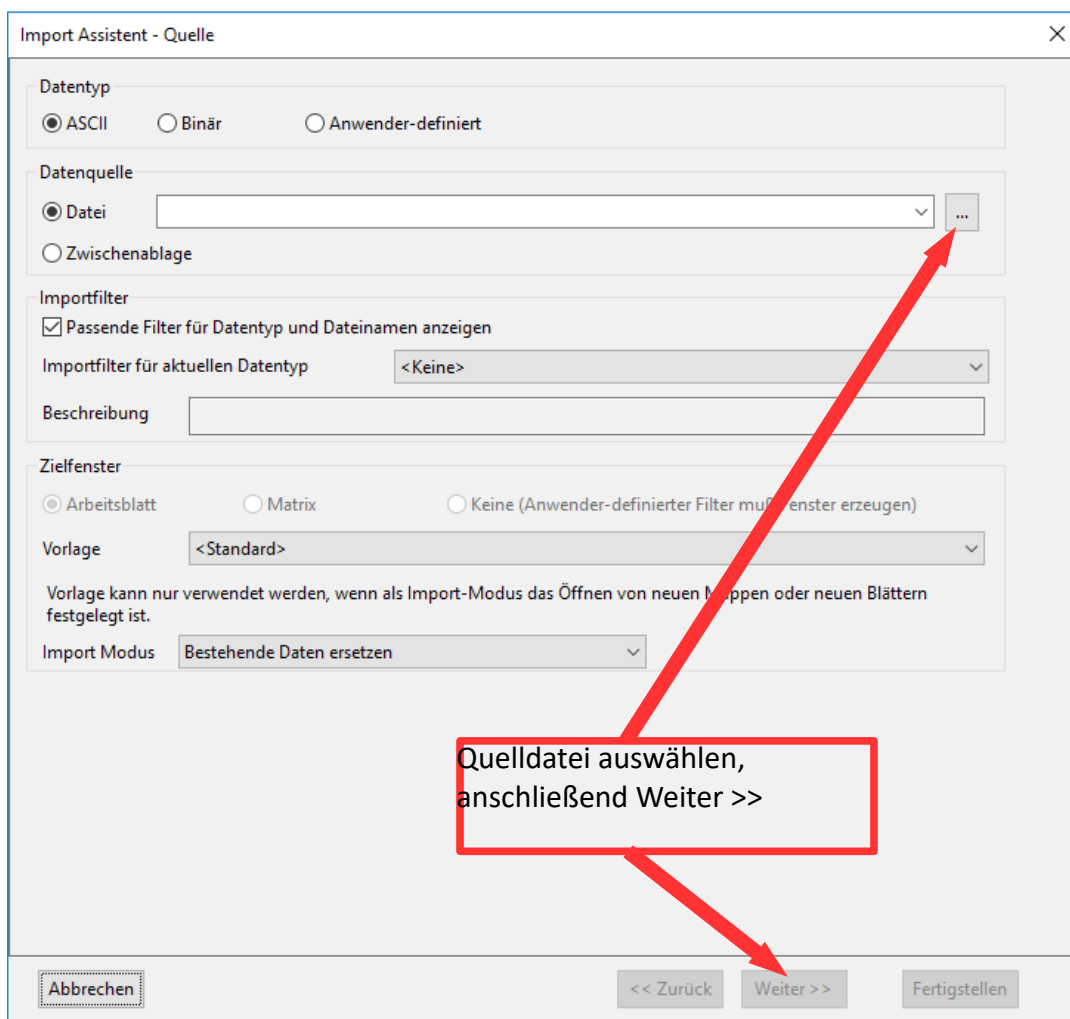 Import Assistent - Quelle
Datentyp
ASCII Binär Anwender-definiert
Datenquelle
Datei ...
Zwischenablage
Importfilter
Passende Filter für Datentyp und Dateinamen anzeigen
Importfilter für aktuellen Datentyp <Keine>
Beschreibung
Zielfenster
Arbeitsblatt Matrix Keine (Anwender-definierter Filter muß enster erzeugen)
Vorlage <Standard>
Vorlage kann nur verwendet werden, wenn als Import-Modus das Öffnen von neuen Mappen oder neuen Blättern
festgelegt ist.
Import Modus Bestehende Daten ersetzen
Quelldatei auswählen,
anschließend Weiter >>
Abbrechen << Zurück Weiter >> Fertigstellen